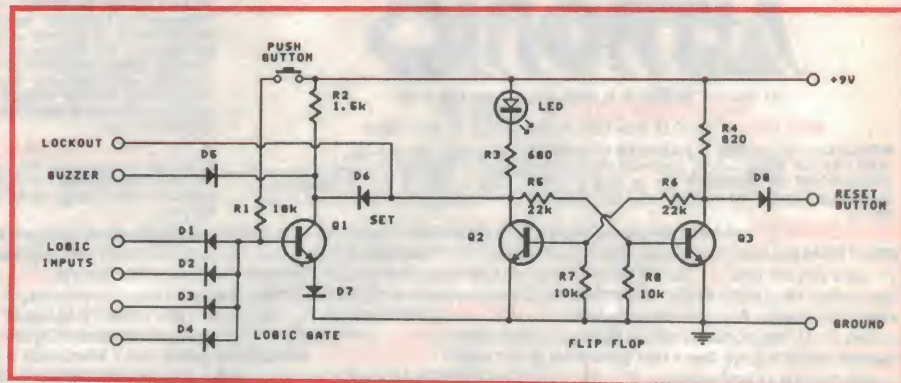 PUSH
BUTTON
+9V
R2
1.5k
LED
R4
820
LOCKOUT
D5
R3 680
BUZZER
D6
R5
22k
R6
22k
D8
RESET
BUTTON
R1 18k
SET
Q1
Q2
Q3
D1
LOGIC
INPUTS
D2
R7
10k
R8
10k
D7
D3
D4
LOGIC GATE
FLIP FLOP
GROUND